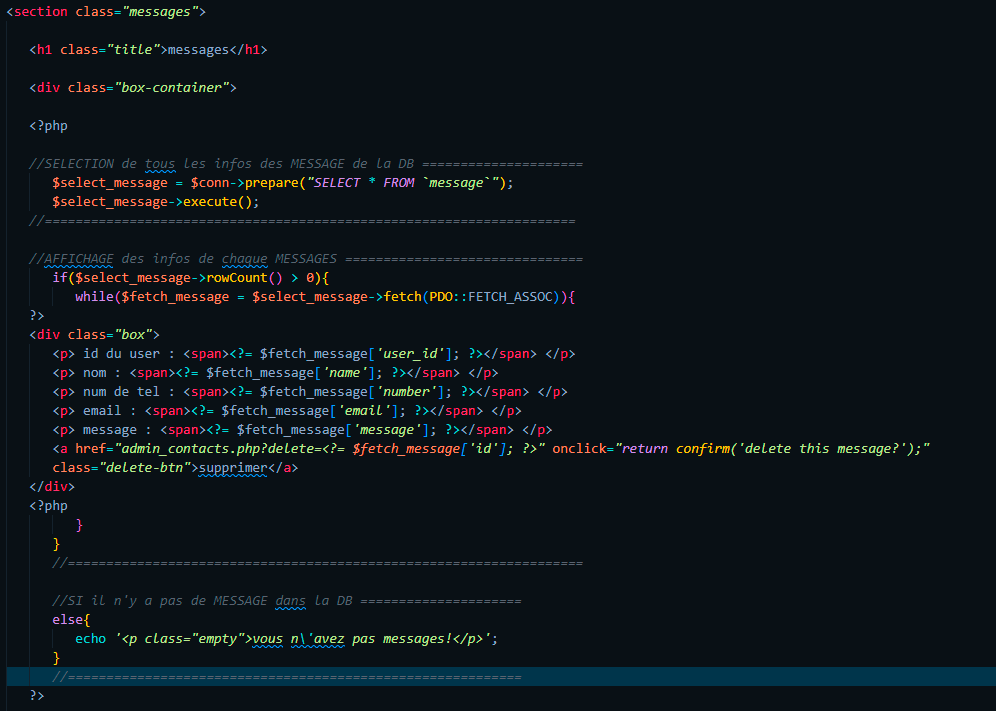 <section class="messages">
<h1 class="title">messages</h1>
<div class="box-container">
<?php
//SELECTION de tous les infos des MESSAGE de la DB =====================
$select_message = $conn->prepare("SELECT * FROM `message`");
$select_message->execute();
//=====================================================================
//AFFICHAGE des infos de chaque MESSAGES ===============================
if($select_message->rowCount() > 0){
while($fetch_message = $select_message->fetch(PDO::FETCH_ASSOC)){
?>
<div class="box">
<p> id du user : <span><?= $fetch_message['user_id']; ?></span> </p>
<p> nom : <span><?= $fetch_message['name']; ?></span> </p>
<p> num de tel : <span><?= $fetch_message['number']; ?></span> </p>
<p> email : <span><?= $fetch_message['email']; ?></span> </p>
<p> message : <span><?= $fetch_message['message']; ?></span> </p>
<a href="admin_contacts.php?delete=<?= $fetch_message['id']; ?>" onclick="return confirm('delete this message?');"
class="delete-btn">supprimer</a>
</div>
<?php
}
}
//===================================================================
//SI il n'y a pas de MESSAGE dans la DB =====================
else{
echo '<p class="empty">vous n\'avez pas messages!</p>';
}
//===========================================================
?>